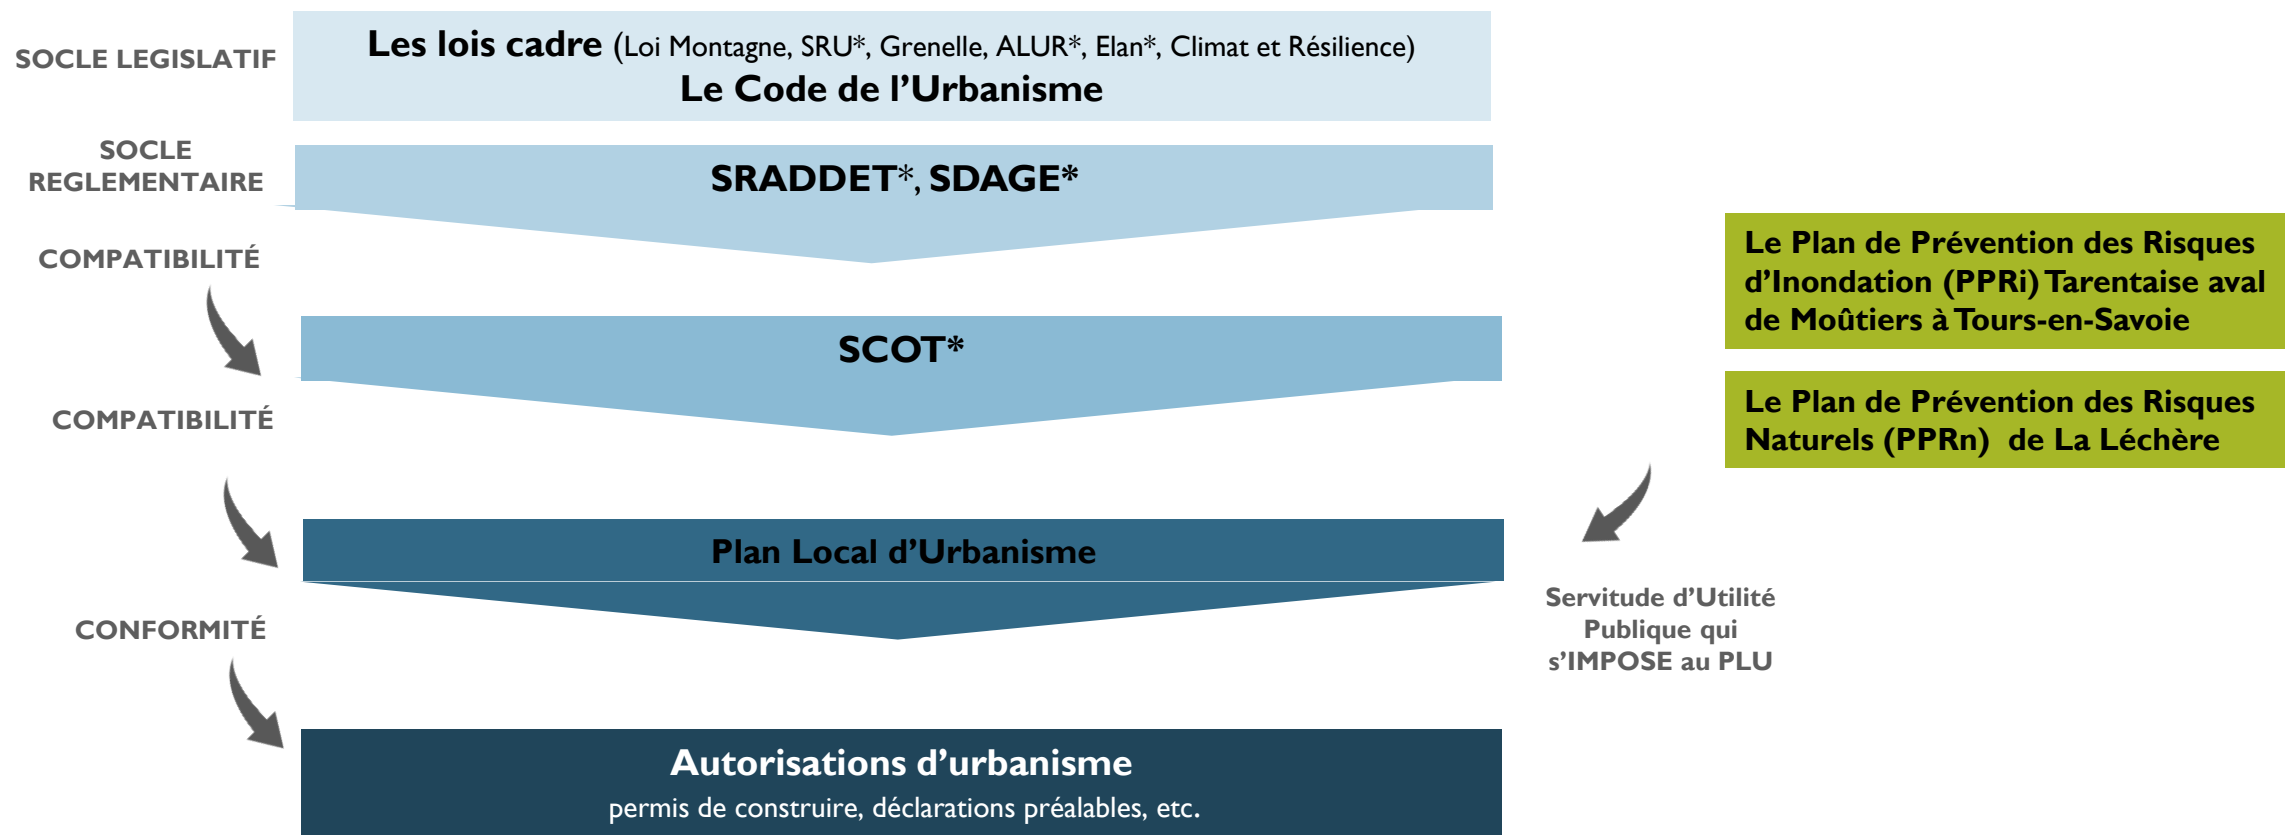 SOCLE LEGISLATIF
Les lois cadre (Loi Montagne, SRU*, Grenelle, ALUR*, Elan*, Climat et Résilience)
Le Code de l’Urbanisme
SOCLE
REGLEMENTAIRE
SRADDET*, SDAGE*
COMPATIBILITÉ
SCOT*
COMPATIBILITÉ
Plan Local d’Urbanisme
CONFORMITÉ
Autorisations d’urbanisme
permis de construire, déclarations préalables, etc.
Le Plan de Prévention des Risques
d’Inondation (PPRi) Tarentaise aval
de Moûtiers à Tours-en-Savoie
Le Plan de Prévention des Risques
Naturels (PPRn) de La Léchère
Servitude d’Utilité
Publique qui
s’IMPOSE au PLU